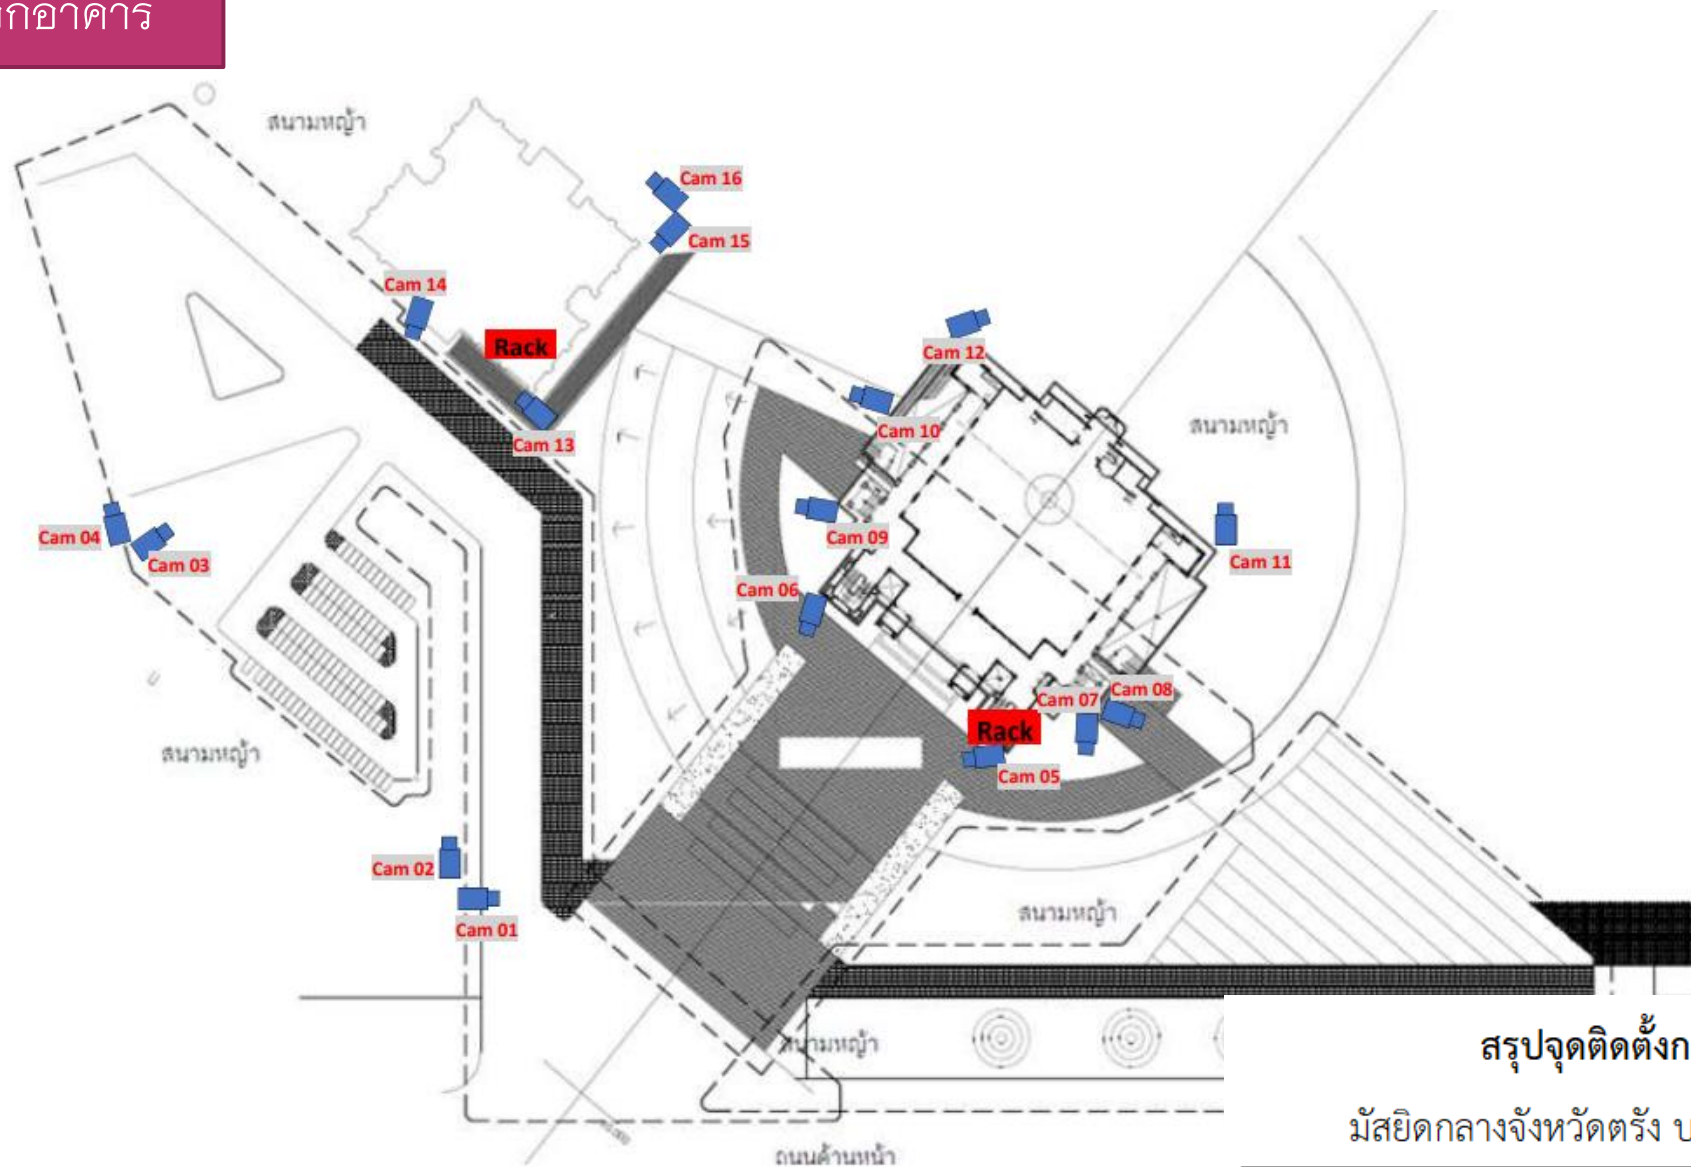 กอาคาร
สนามหญ้า
Cam 16
Cam 15
Cam 14
Rack
Cam 13
Cam 12
Cam 10
สนามหญ้า
Cam 04
Cam 03
Cam 09
Cam 11
Cam 06
Cam 08
Cam 07
Rack
Cam 05
สนามหญ้า
Cam 02
Cam 01
สนามหญ้า
สนามหญ้า
ถนนด้านหน้า
สรุปจุดติดตั้งก
มัสยิดกลางจังหวัดตรัง บ